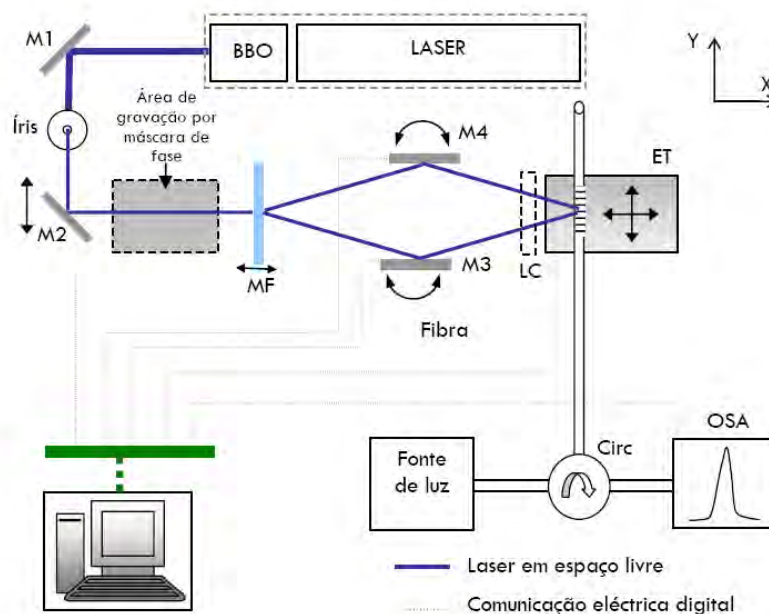 M1
BBO
LASER
Y
X
Íris
Área de
gravação por
máscara de
fase
M4
ET
M2
MF
M3
LC
Fibra
OSA
Circ
Fonte
de luz
Laser em espaço livre
Comunicação eléctrica digital